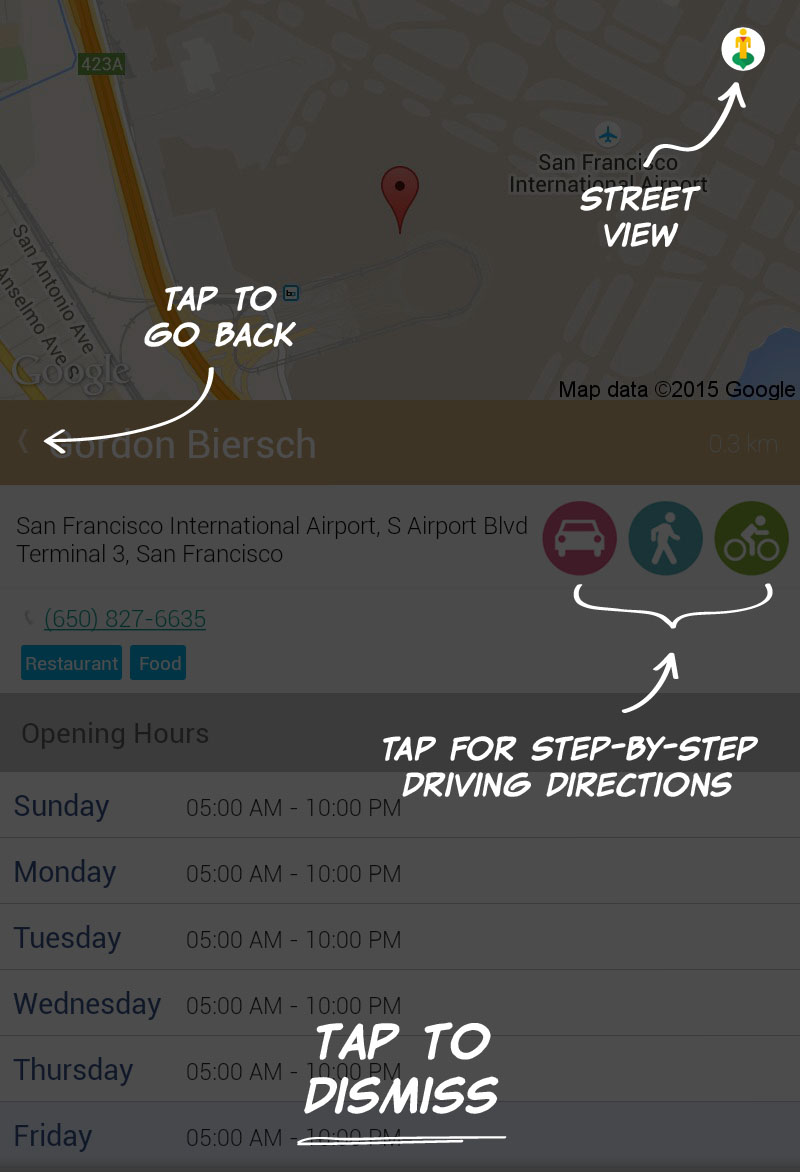 423A
San Francisco
International Airport
STREET
VIEW
San Antonio Ave
Anselmo Ave S
TAP TO
GO BACK
Google
Map data ©2015 Google
Gordon Biersch
0.3 km
San Francisco International Airport, S Airport Blvd
Terminal 3, San Francisco
(650) 827-6635
Restaurant Food
TAP FOR STEP-BY-STEP
DRIVING DIRECTIONS
Opening Hours
Sunday 05:00 AM - 10:00 PM
Monday 05:00 AM - 10:00 PM
Tuesday 05:00 AM - 10:00 PM
Wednesday 05:00 AM - 10:00 PM
Thursday 05:00 AM - 10:00 PM
Friday 05:00 AM - 10:00 PM
TAP TO
DISMISS